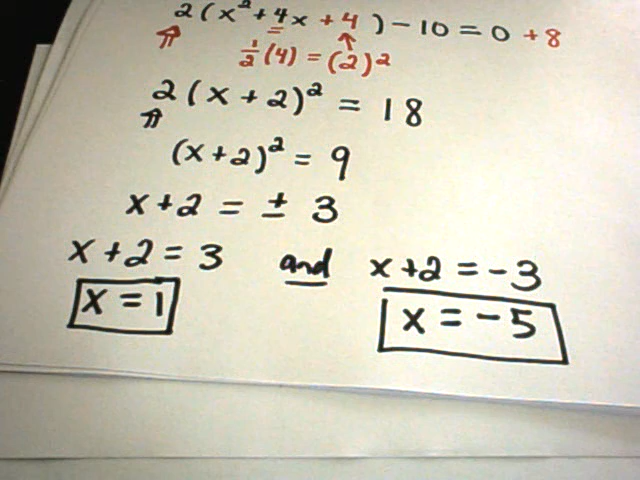 2(x²+4x+4)-10=0+8
½(4)=(2)²
2(x+2)²=18
(x+2)²=9
x+2=±3
x+2=3 and x+2=-3
x=1 x=-5